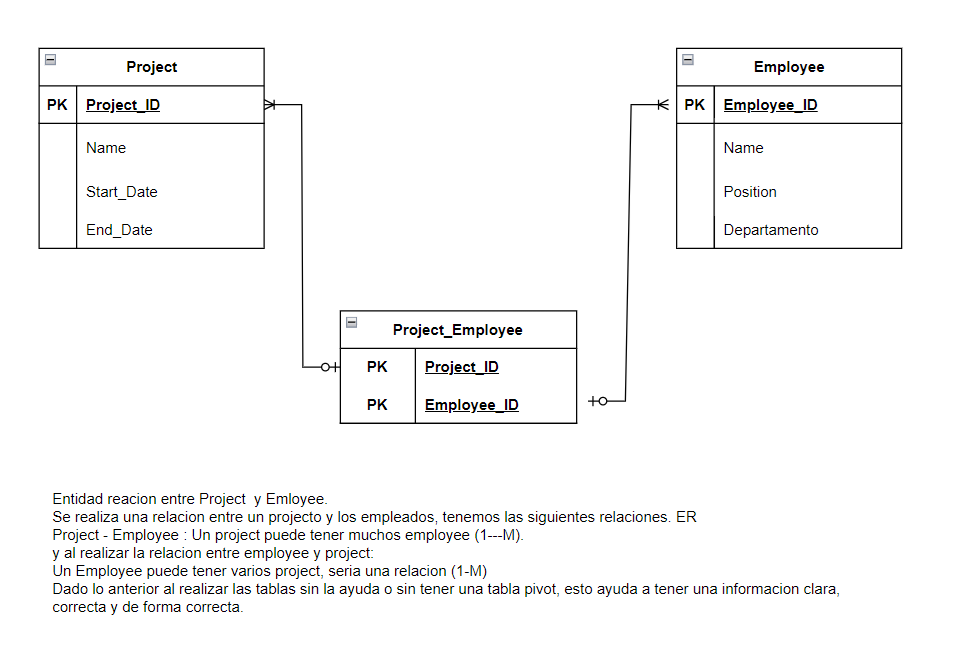 Project
PK Project_ID
Name
Start_Date
End_Date
Employee
PK Employee_ID
Name
Position
Departamento
Project_Employee
PK Project_ID
PK Employee_ID
Entidad reacion entre Project y Emloyee.
Se realiza una relacion entre un projecto y los empleados, tenemos las siguientes relaciones. ER
Project - Employee : Un project puede tener muchos employee (1---M).
y al realizar la relacion entre employee y project:
Un Employee puede tener varios project, seria una relacion (1-M)
Dado lo anterior al realizar las tablas sin la ayuda o sin tener una tabla pivot, esto ayuda a tener una informacion clara,
correcta y de forma correcta.